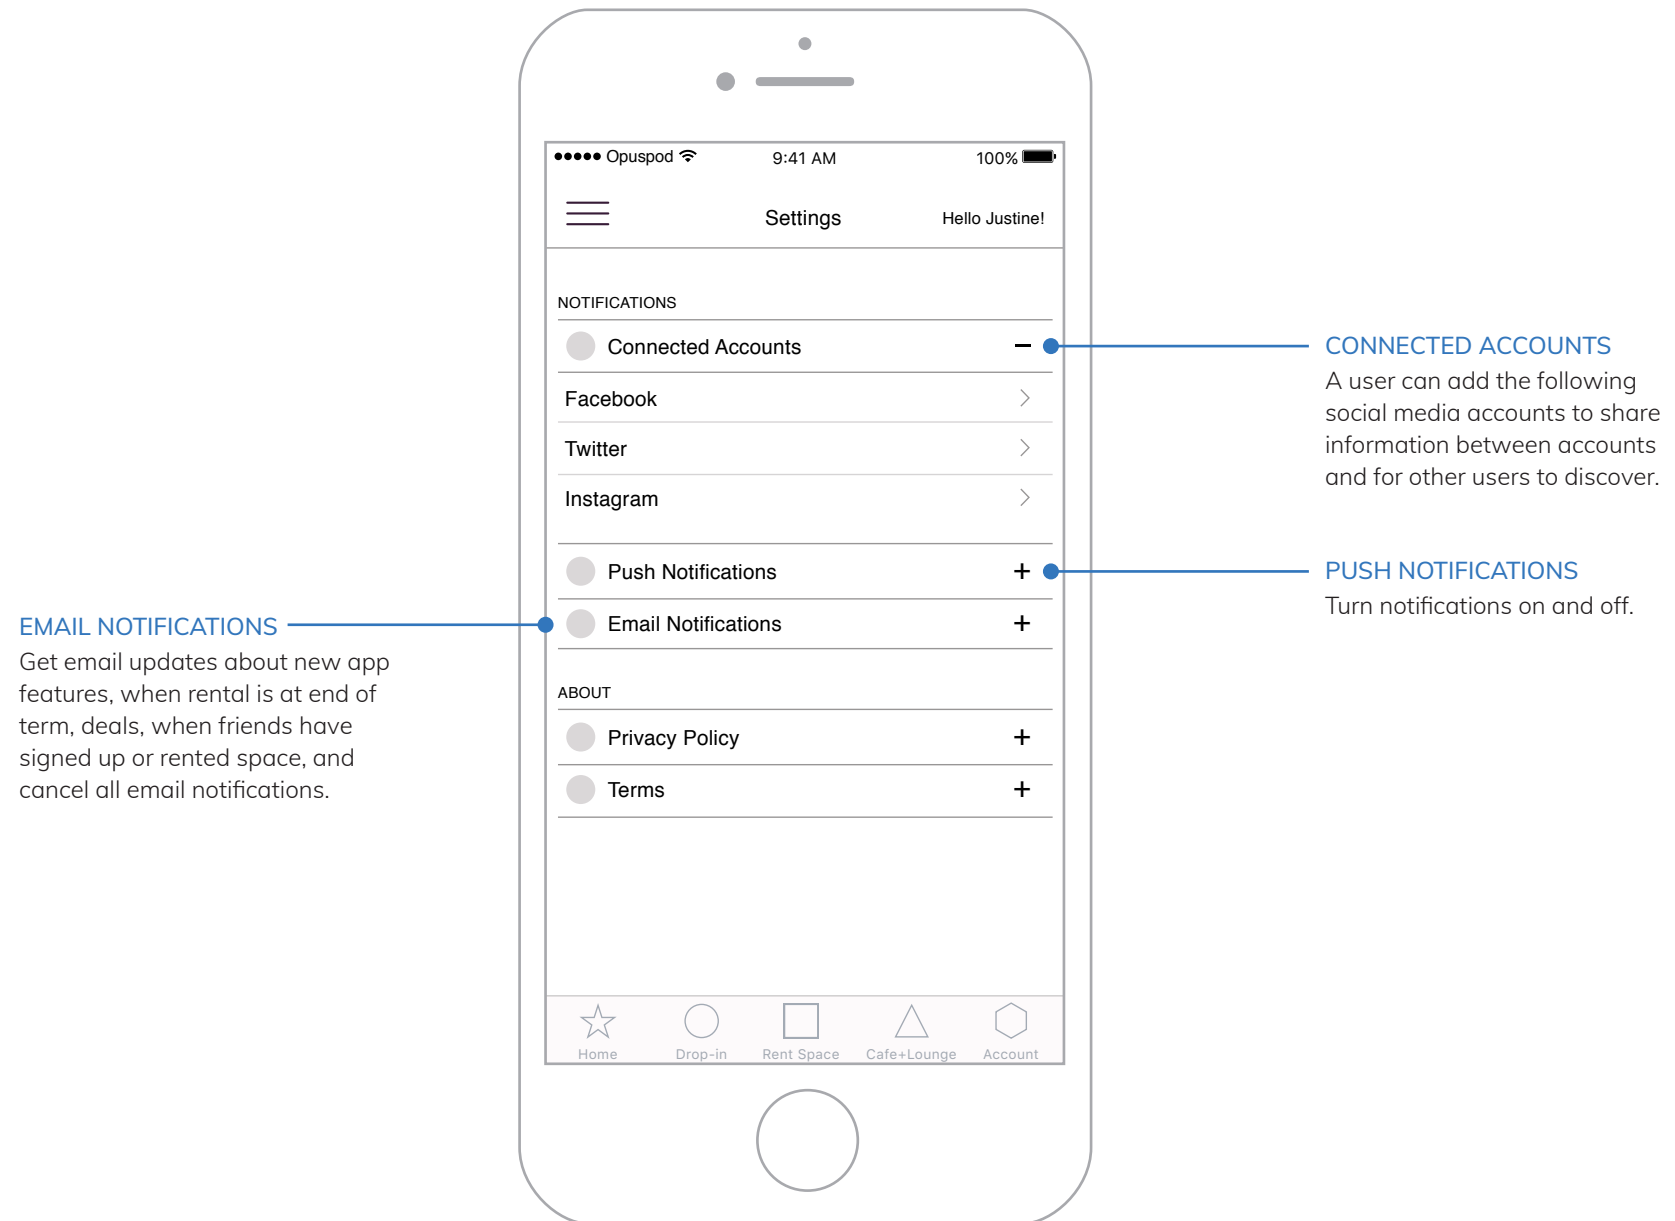 Opuspod
9:41 AM
100%
Settings
Hello Justine!
NOTIFICATIONS
Connected Accounts
Facebook
Twitter
Instagram
Push Notifications
Email Notifications
ABOUT
Privacy Policy
Terms
Home
Drop-in
Rent Space
Cafe+Lounge
Account
EMAIL NOTIFICATIONS
Get email updates about new app
features, when rental is at end of
term, deals, when friends have
signed up or rented space, and
cancel all email notifications.
CONNECTED ACCOUNTS
A user can add the following
social media accounts to share
information between accounts
and for other users to discover.
PUSH NOTIFICATIONS
Turn notifications on and off.